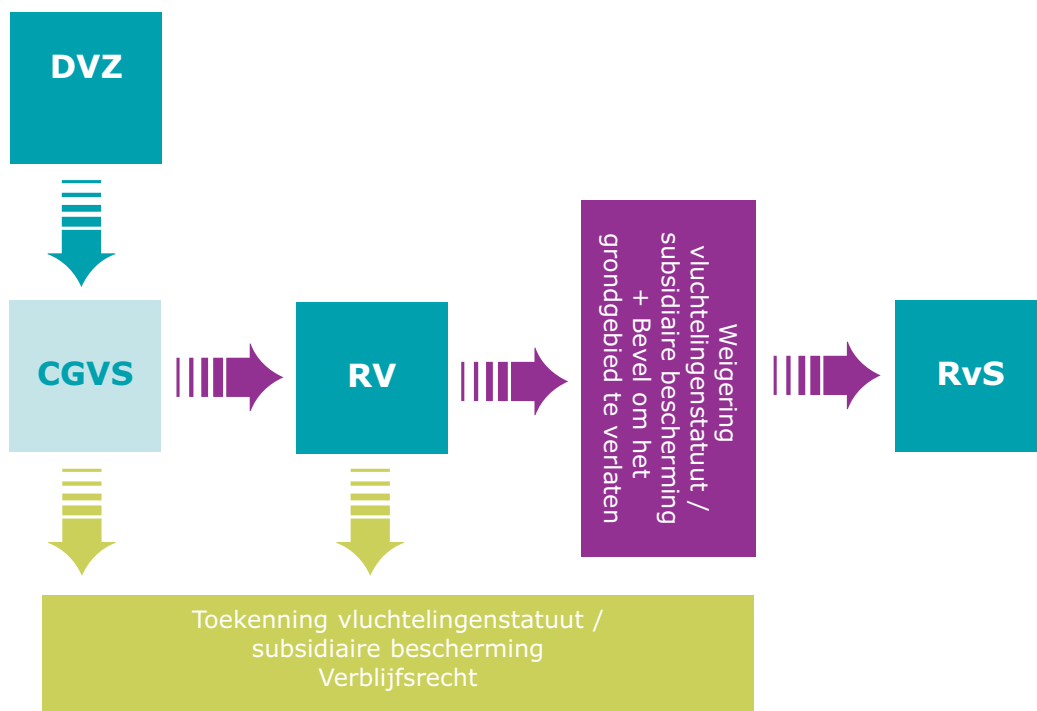 DVZ
CGVS
RV
Weigering
vluchtelingenstatuut /
subsidiaire bescherming
+ Bevel om het
grondgebied te verlaten
RvS
Toekenning vluchtelingenstatuut /
subsidiaire bescherming
Verblijfsrecht